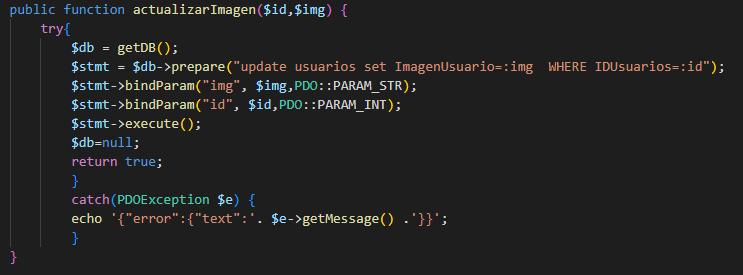 public function actualizarImagen($id,$img) {
try{
$db = getDB();
$stmt = $db->prepare("update usuarios set ImagenUsuario=:img  WHERE IDUsuarios=:id");
$stmt->bindParam("img", $img,PDO::PARAM_STR);
$stmt->bindParam("id", $id,PDO::PARAM_INT);
$stmt->execute();
$db=null;
return true;
}
catch(PDOException $e) {
echo '{"error":{"text":'. $e->getMessage() .'}}';
}
}